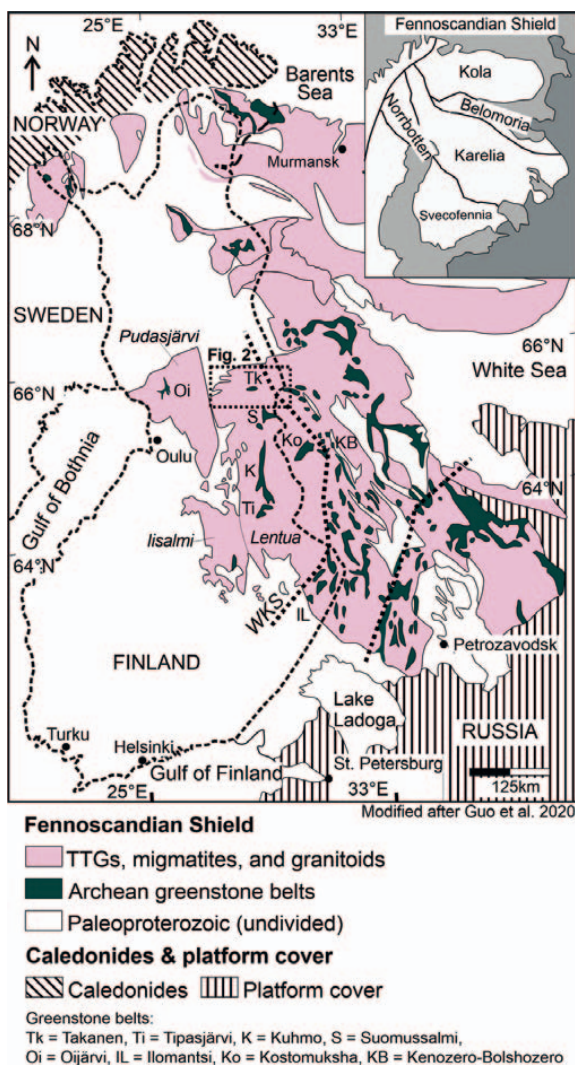 25°E
33°E
Fennoscandian Shield
N
Barents
Sea
Kola
NORWAY
Belomoria
Norrbotten
Murmansk
Karelia
68°N
Svecofennia
SWEDEN
66°N
Pudasjärvi
Fig. 2
White Sea
Tk
66°N
Oi
S
Ko
KB
Oulu
64°N
K
Gulf of Bothnia
Ti
Iisalmi
Lentua
64°N
WKS
IL
Petrozavodsk
FINLAND
Lake
Ladoga
RUSSIA
Turku
Helsinki
St. Petersburg
Gulf of Finland
25°E
33°E
125km
Modified after Guo et al. 2020
Fennoscandian Shield
TTGs, migmatites, and granitoids
Archean greenstone belts
Paleoproterozoic (undivided)
Caledonides & platform cover
Caledonides
Platform cover
Greenstone belts:
Tk = Takanen, Ti = Tipasjärvi, K = Kuhmo, S = Suomussalmi,
Oi = Oijärvi, IL = Ilomantsi, Ko = Kostomuksha, KB = Kenozero-Bolshozero